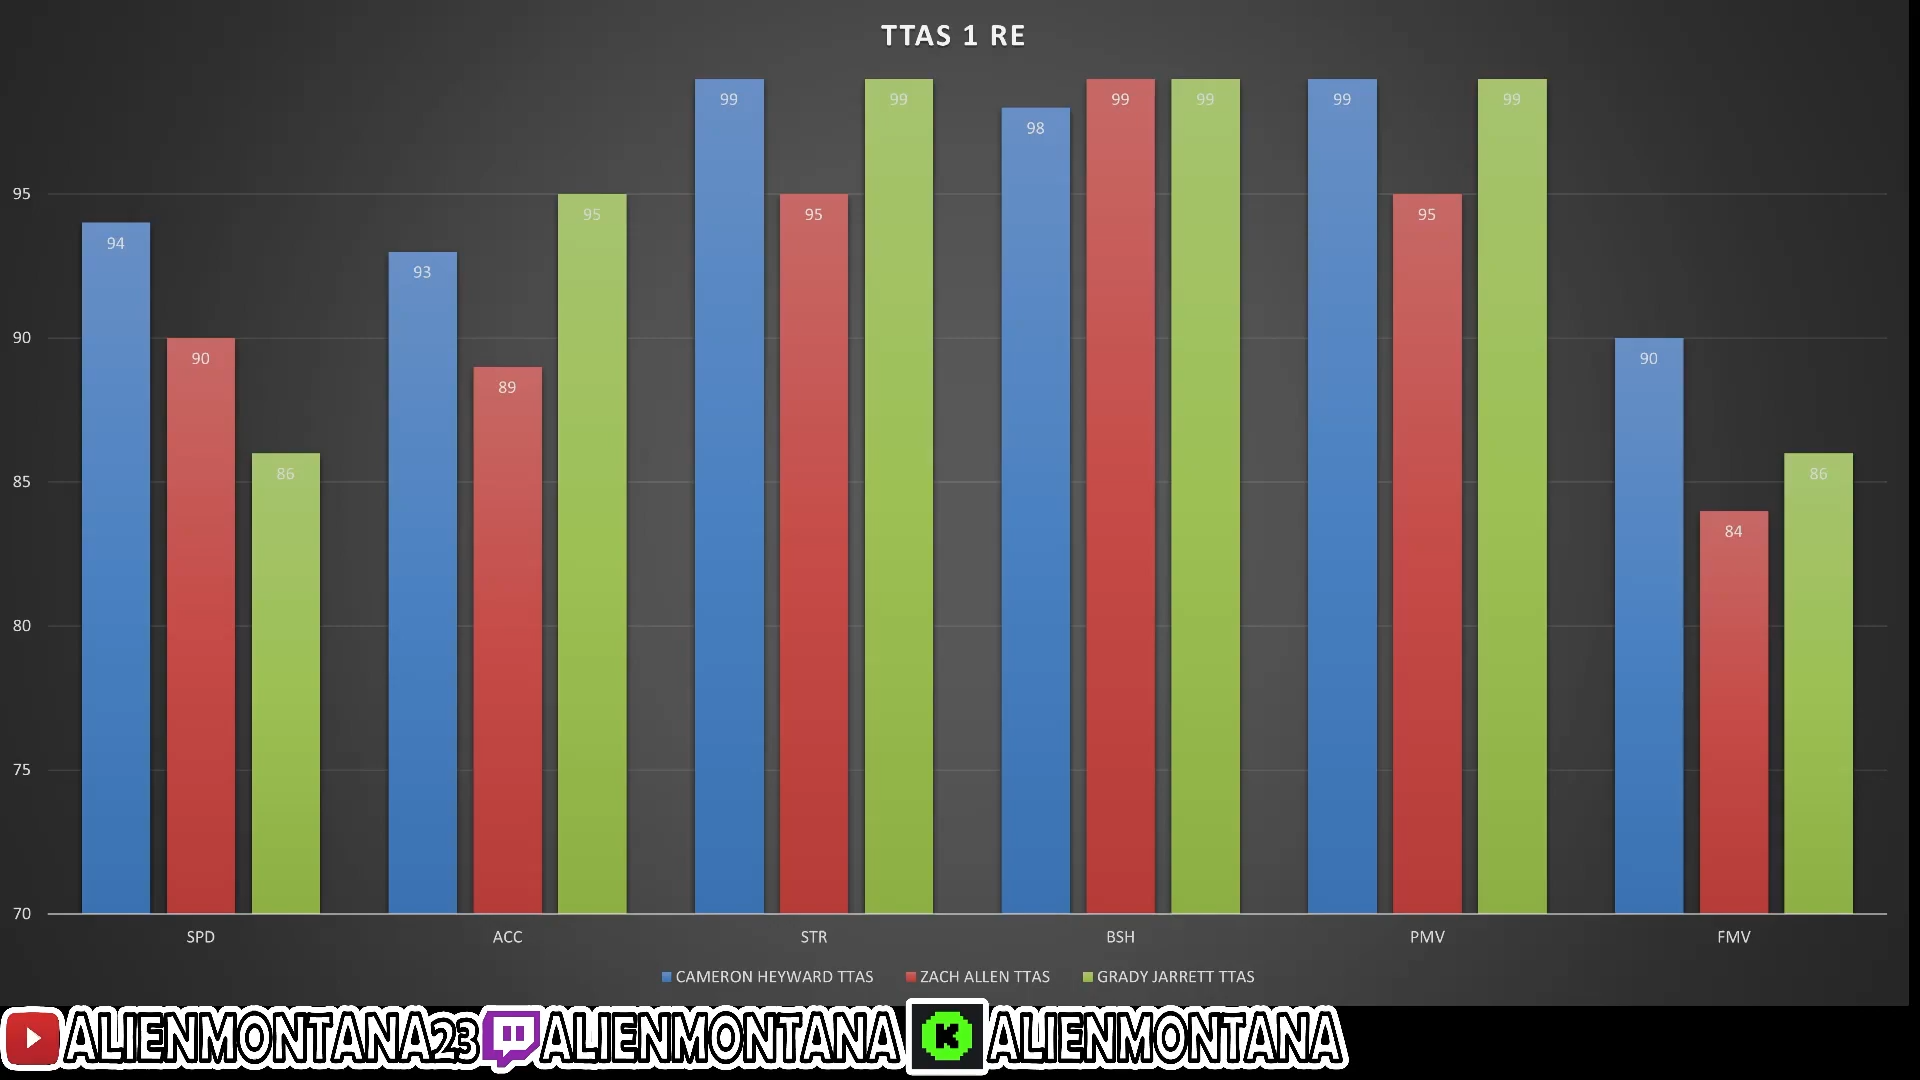 TTAS 1 RE
99 99 99 99 99 99
98
95
95 95 95
94
93
90
90 90
89
86 86
85
84
80
75
70
SPD ACC STR BSH PMV FMV
CAMERON HEYWARD TTAS ZACH ALLEN TTAS GRADY JARRETT TTAS
ALIENMONTANA23 ALIENMONTANA K ALIENMONTANA